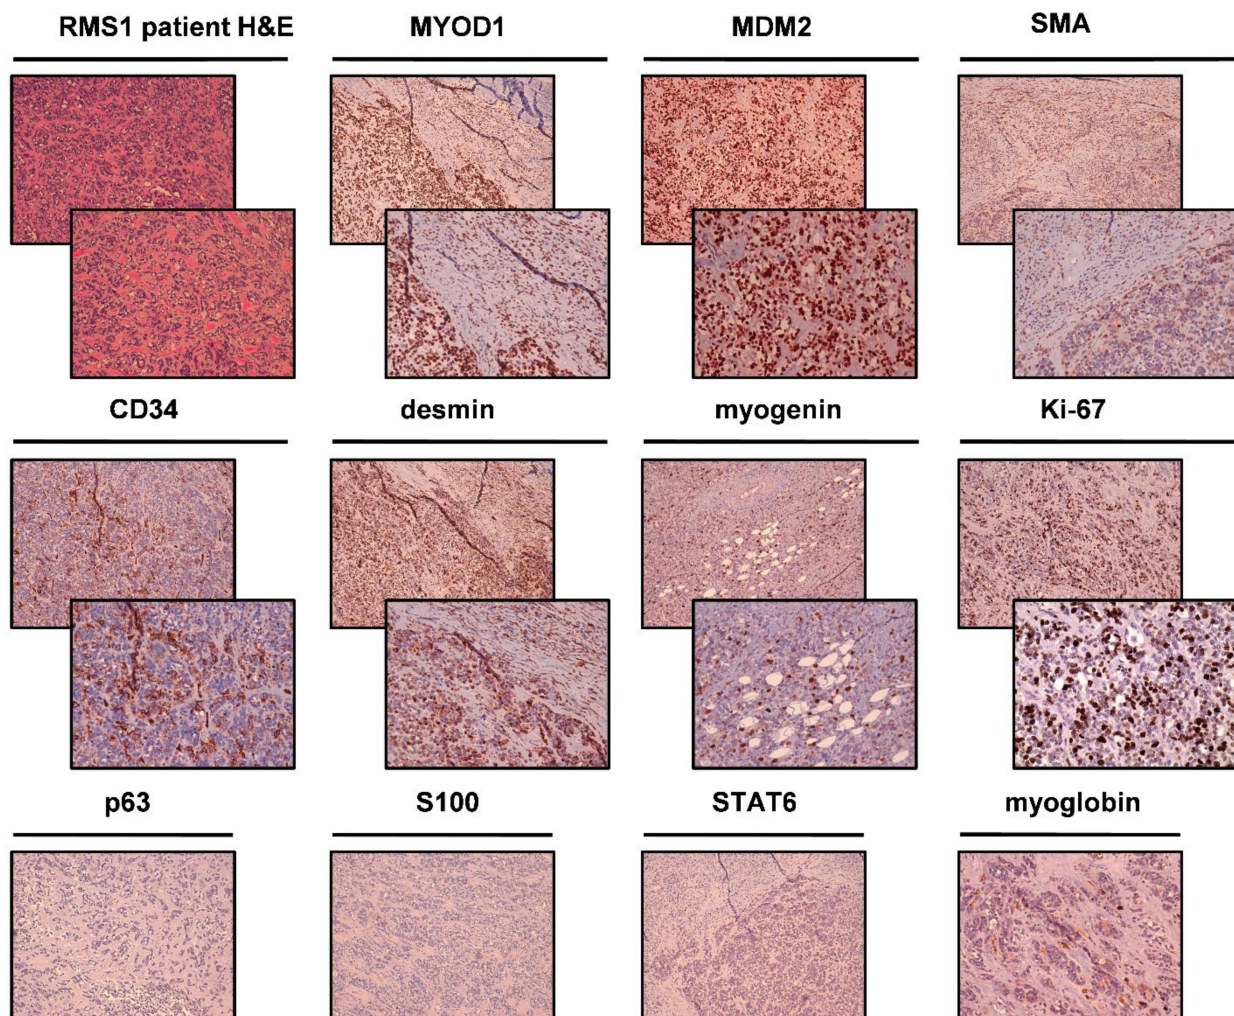 RMS1 patient H&E MYOD1 MDM2 SMA
CD34 desmin myogenin Ki-67
p63 S100 STAT6 myoglobin